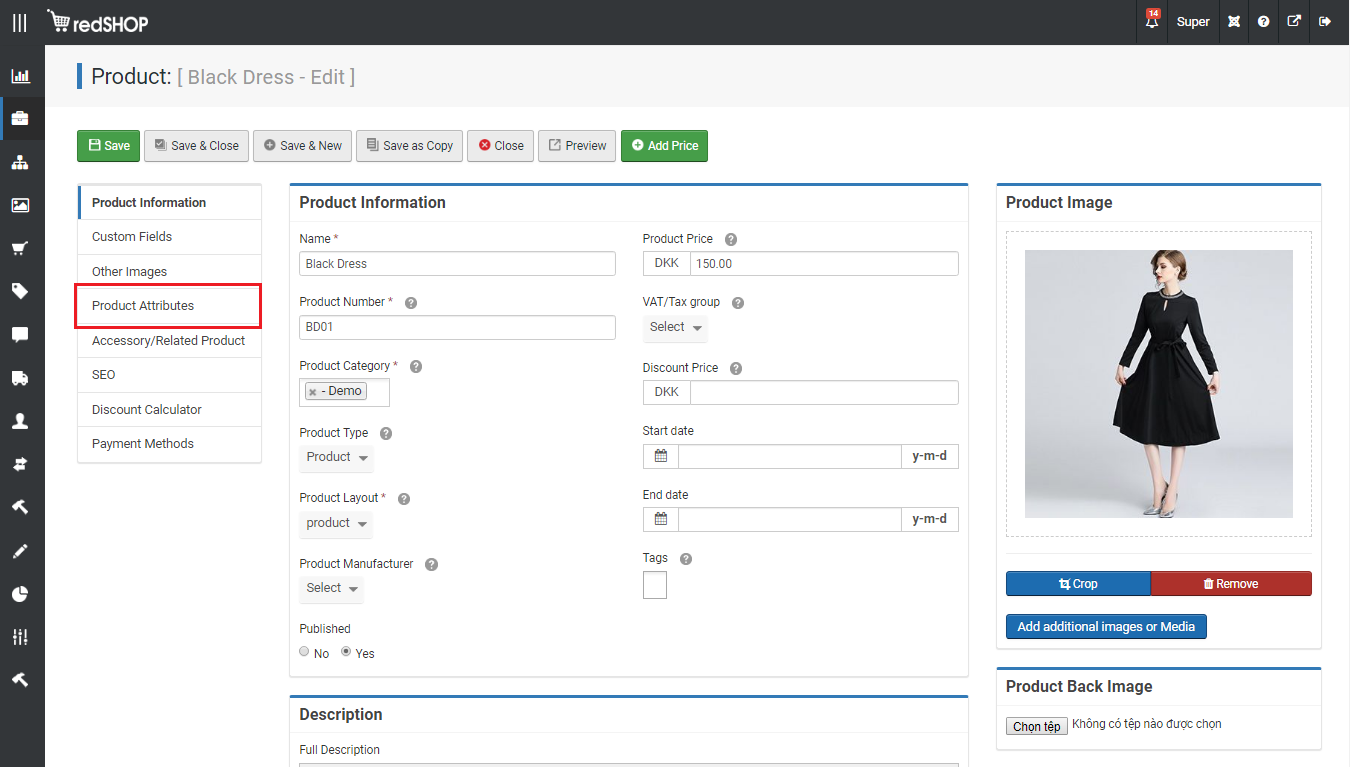 redSHOP
14
Super
Product: [ Black Dress - Edit ]
Save
Save & Close
Save & New
Save as Copy
Close
Preview
Add Price
Product Information
Custom Fields
Other Images
Product Attributes
Accessory/Related Product
SEO
Discount Calculator
Payment Methods
Product Information
Name *
Black Dress
Product Number *
BD01
Product Category *
- Demo
Product Type
Product
Product Layout *
product
Product Manufacturer
Select
Published
No
Yes
Product Price
DKK 150.00
VAT/Tax group
Select
Discount Price
DKK
Start date
y-m-d
End date
y-m-d
Tags
Description
Full Description
Product Image
Crop
Remove
Add additional images or Media
Product Back Image
Chọn tệp Không có tệp nào được chọn